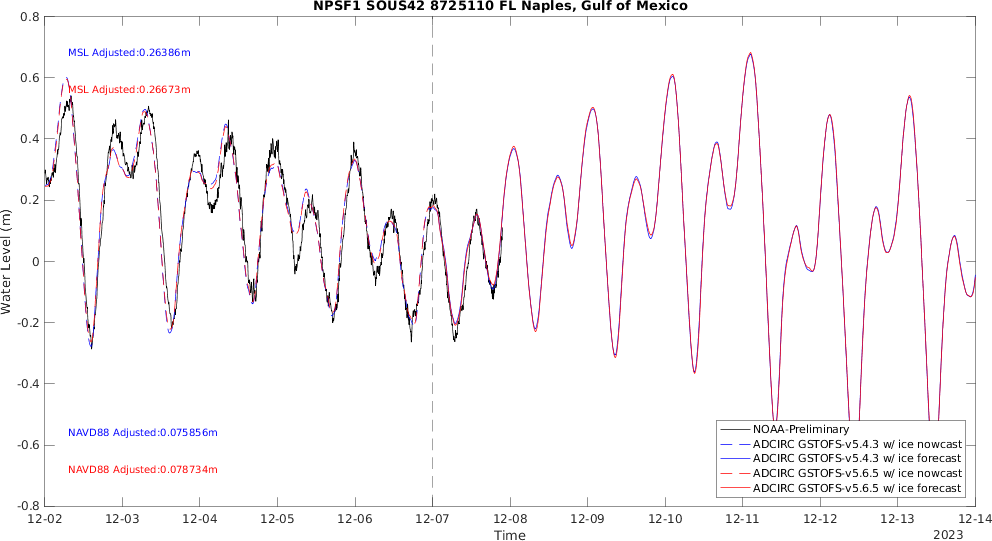 NPSF1 SOUS42 8725110 FL Naples, Gulf of Mexico
0.8
0.6
0.4
0.2
0
-0.2
-0.4
-0.6
-0.8
Water Level (m)
MSL Adjusted:0.26386m
MSL Adjusted:0.26673m
NAVD88 Adjusted:0.075856m
NAVD88 Adjusted:0.078734m
NOAA-Preliminary
ADCIRC GSTOFS-v5.4.3 w/ ice nowcast
ADCIRC GSTOFS-v5.4.3 w/ ice forecast
ADCIRC GSTOFS-v5.6.5 w/ ice nowcast
ADCIRC GSTOFS-v5.6.5 w/ ice forecast
12-02 12-03 12-04 12-05 12-06 12-07 12-08 12-09 12-10 12-11 12-12 12-13 12-14
Time
2023